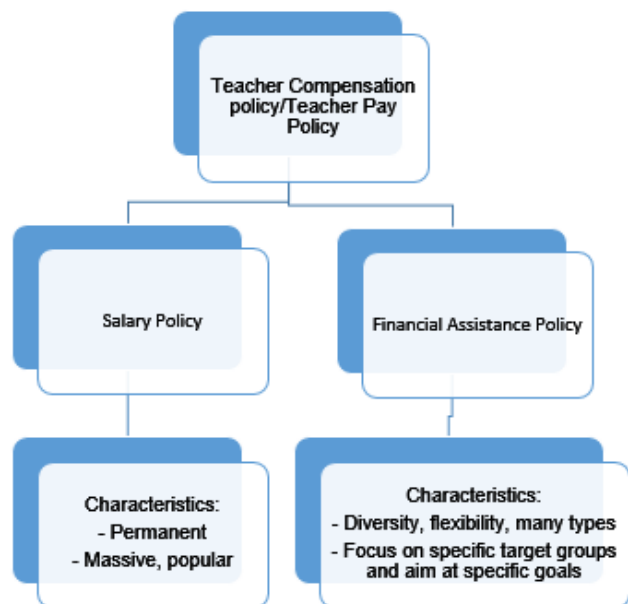 Teacher Compensation
policy/Teacher Pay
Policy
Salary Policy
Financial Assistance Policy
Characteristics:
- Permanent
- Massive, popular
Characteristics:
- Diversity, flexibility, many types
- Focus on specific target groups
and aim at specific goals